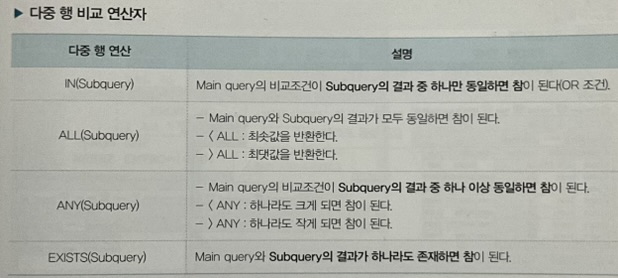 ▶ 다중 행 비교 연산자
다중 행 연산
설명
IN(Subquery)
Main query의 비교조건이 Subquery의 결과 중 하나만 동일하면 참이 된다(OR 조건).
ALL(Subquery)
– Main query와 Subquery의 결과가 모두 동일하면 참이 된다.
– < ALL : 최솟값을 반환한다.
– > ALL : 최댓값을 반환한다.
ANY(Subquery)
– Main query의 비교조건이 Subquery의 결과 중 하나 이상 동일하면 참이 된다.
– < ANY : 하나라도 크게 되면 참이 된다.
– > ANY : 하나라도 작게 되면 참이 된다.
EXISTS(Subquery)
Main query와 Subquery의 결과가 하나라도 존재하면 참이 된다.